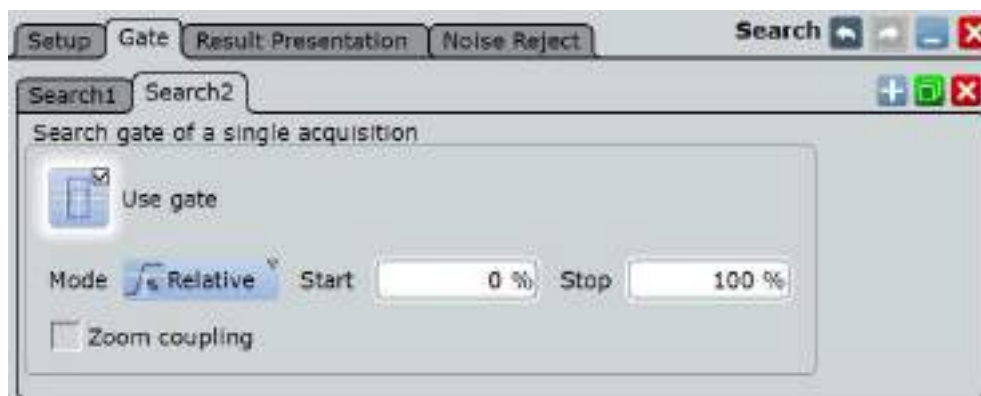 Setup Gate Result Presentation Noise Reject Search
Search1 Search2
Search gate of a single acquisition
Use gate
Mode Relative Start 0 % Stop 100 %
Zoom coupling